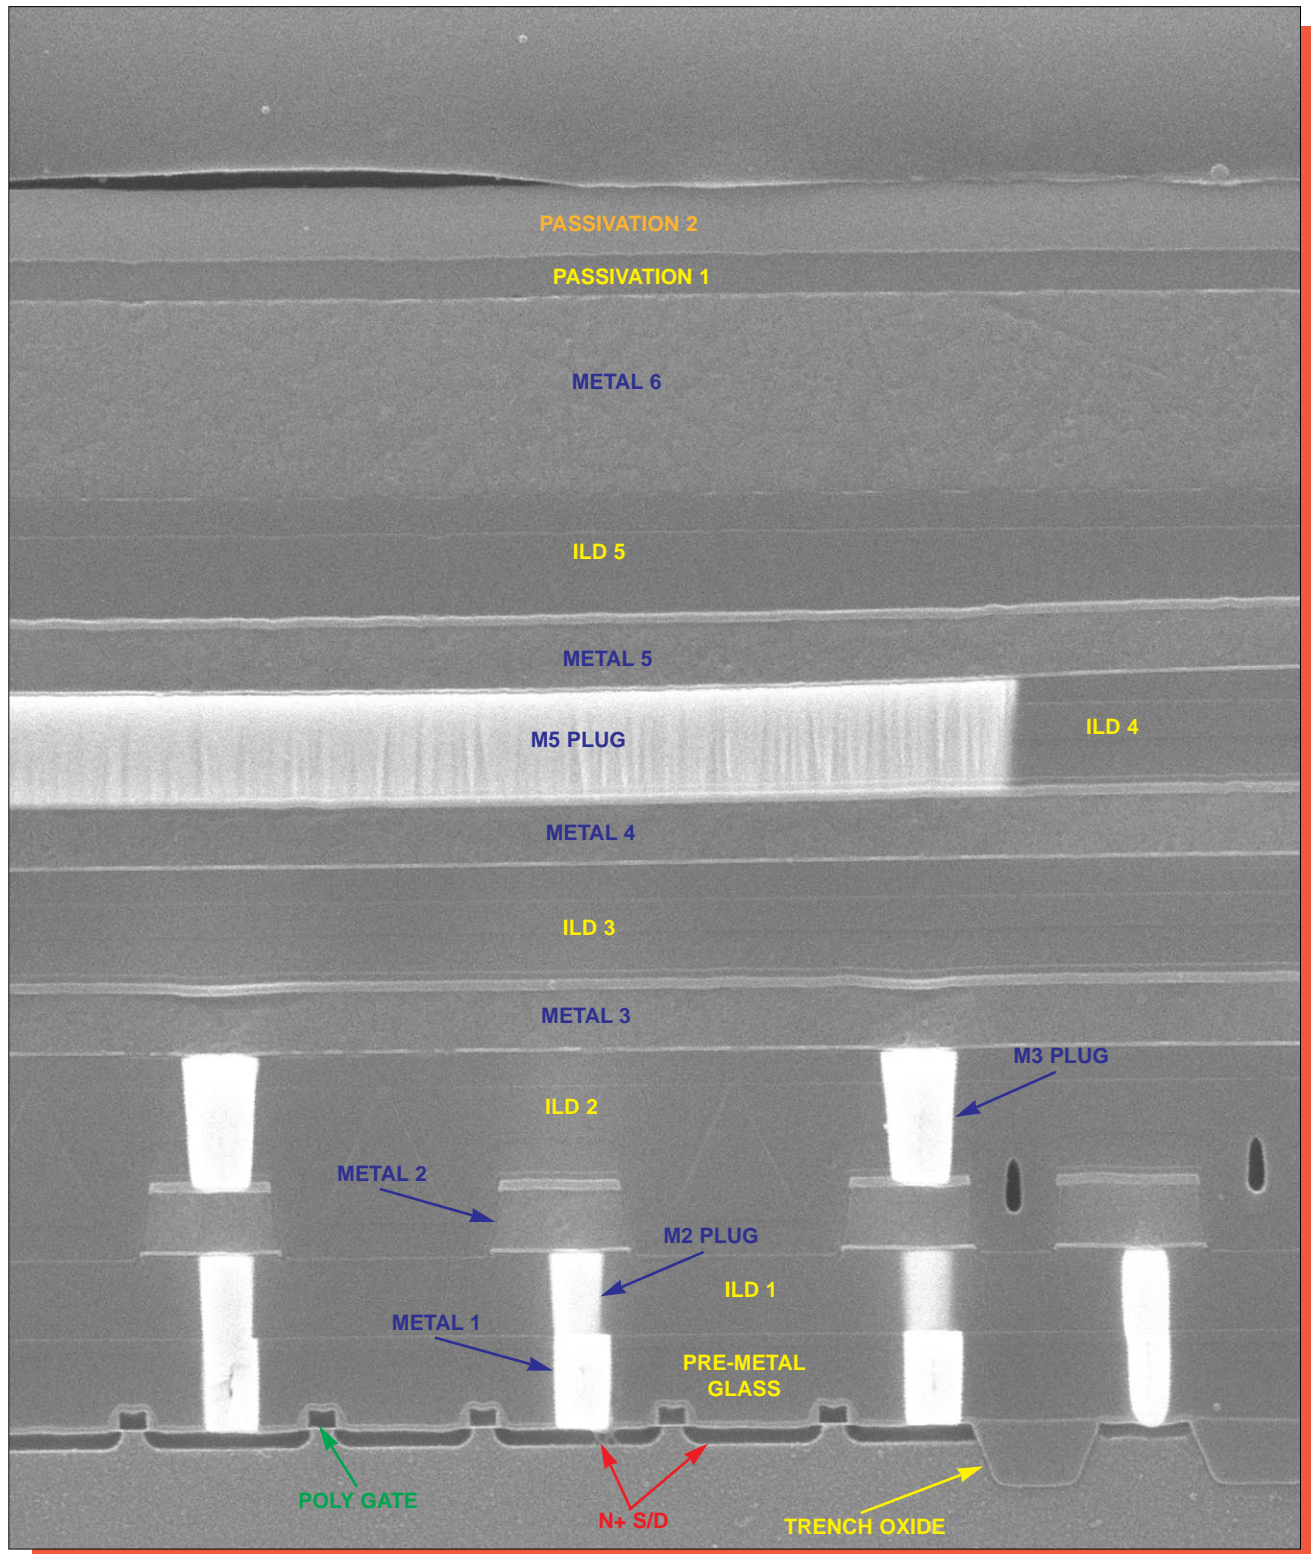 PASSIVATION 2
PASSIVATION 1
METAL 6
ILD 5
METAL 5
M5 PLUG
ILD 4
METAL 4
ILD 3
METAL 3
M3 PLUG
ILD 2
METAL 2
M2 PLUG
ILD 1
METAL 1
PRE-METAL
GLASS
POLY GATE
N+ S/D
TRENCH OXIDE